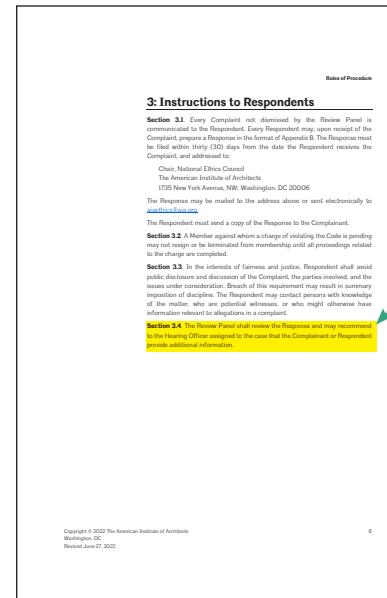 Rules of Procedure
3: Instructions to Respondents
Section 3.1. Every Complaint not dismissed by the Review Panel is
communicated to the Respondent. Every Respondent may, upon receipt of the
Complaint, prepare a Response in the format of Appendix B. The Response must
be filed within thirty (30) days from the date the Respondent receives the
Complaint, and addressed to:
Chair, National Ethics Council
The American Institute of Architects
1735 New York Avenue, NW; Washington, DC 20006
The Response may be mailed to the address above or sent electronically to
aiaethics@aia.org.
The Respondent must send a copy of the Response to the Complainant.
Section 3.2. A Member against whom a charge of violating the Code is pending
may not resign or be terminated from membership until all proceedings related
to the charge are completed.
Section 3.3. In the interests of fairness and justice, Respondent shall avoid
public disclosure and discussion of the Complaint, the parties involved, and the
issues under consideration. Breach of this requirement may result in summary
imposition of discipline. The Respondent may contact persons with knowledge
of the matter, who are potential witnesses, or who might otherwise have
information relevant to allegations in a complaint.
Section 3.4. The Review Panel shall review the Response and may recommend
to the Hearing Officer assigned to the case that the Complainant or Respondent
provide additional information.
Copyright © 2022 The American Institute of Architects
Washington, DC
Revised June 27, 2022
6